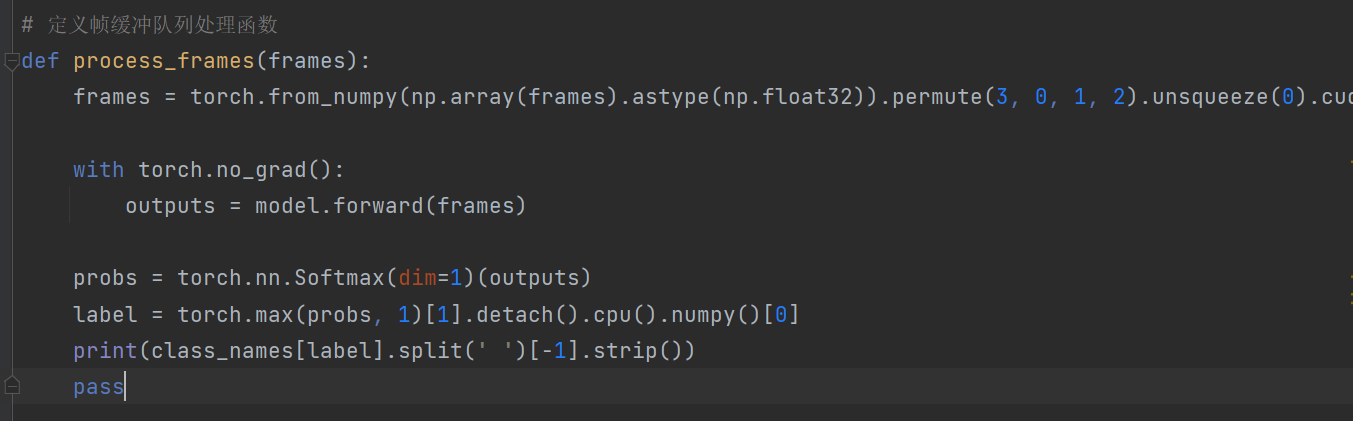 # 定义帧缓冲队列处理函数
def process_frames(frames):
    frames = torch.from_numpy(np.array(frames).astype(np.float32)).permute(3, 0, 1, 2).unsqueeze(0).cud
    with torch.no_grad():
        outputs = model.forward(frames)
    probs = torch.nn.Softmax(dim=1)(outputs)
    label = torch.max(probs, 1)[1].detach().cpu().numpy()[0]
    print(class_names[label].split(' ')[-1].strip())
    pass